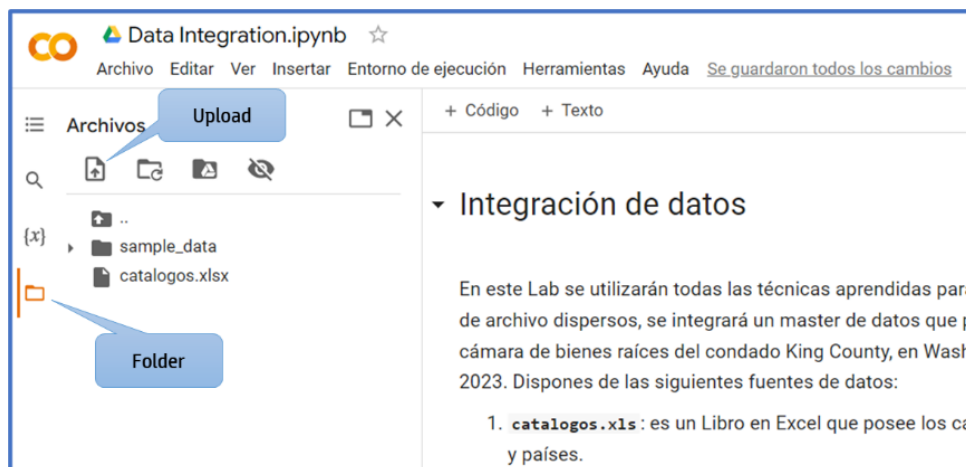 Data Integration.ipynb
Archivo Editar Ver Insertar Entorno de ejecución Herramientas Ayuda Se guardaron todos los cambios
Archivos
Upload
+ Código + Texto
..
{x}
sample_data
catalogos.xlsx
Folder
Integración de datos
En este Lab se utilizarán todas las técnicas aprendidas
de archivo dispersos, se integrará un master de datos que
cámara de bienes raíces del condado King County, en
2023. Dispones de las siguientes fuentes de datos:
1. catalogos.xls: es un Libro en Excel que posee los
y países.